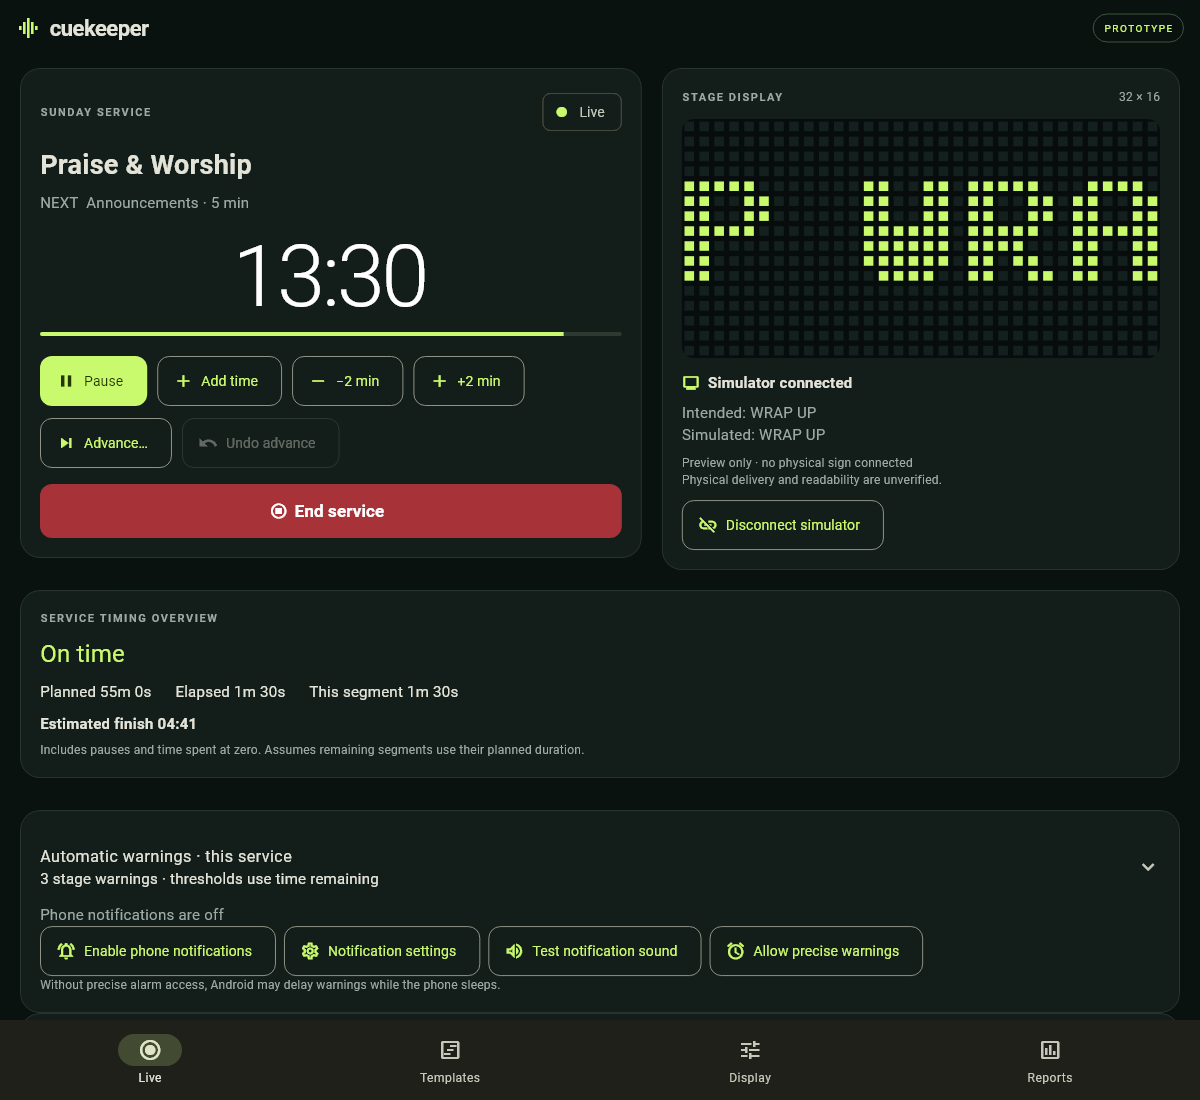 cuekeeper
PROTOTYPE
SUNDAY SERVICE
Live
Praise & Worship
NEXT Announcements · 5 min
13:30
Pause
Add time
−2 min
+2 min
Advance…
Undo advance
End service
STAGE DISPLAY
32 × 16
Simulator connected
Intended: WRAP UP
Simulated: WRAP UP
Preview only · no physical sign connected
Physical delivery and readability are unverified.
Disconnect simulator
SERVICE TIMING OVERVIEW
On time
Planned 55m 0s Elapsed 1m 30s This segment 1m 30s
Estimated finish 04:41
Includes pauses and time spent at zero. Assumes remaining segments use their planned duration.
Automatic warnings · this service
3 stage warnings · thresholds use time remaining
Phone notifications are off
Enable phone notifications
Notification settings
Test notification sound
Allow precise warnings
Without precise alarm access, Android may delay warnings while the phone sleeps.
Live
Templates
Display
Reports